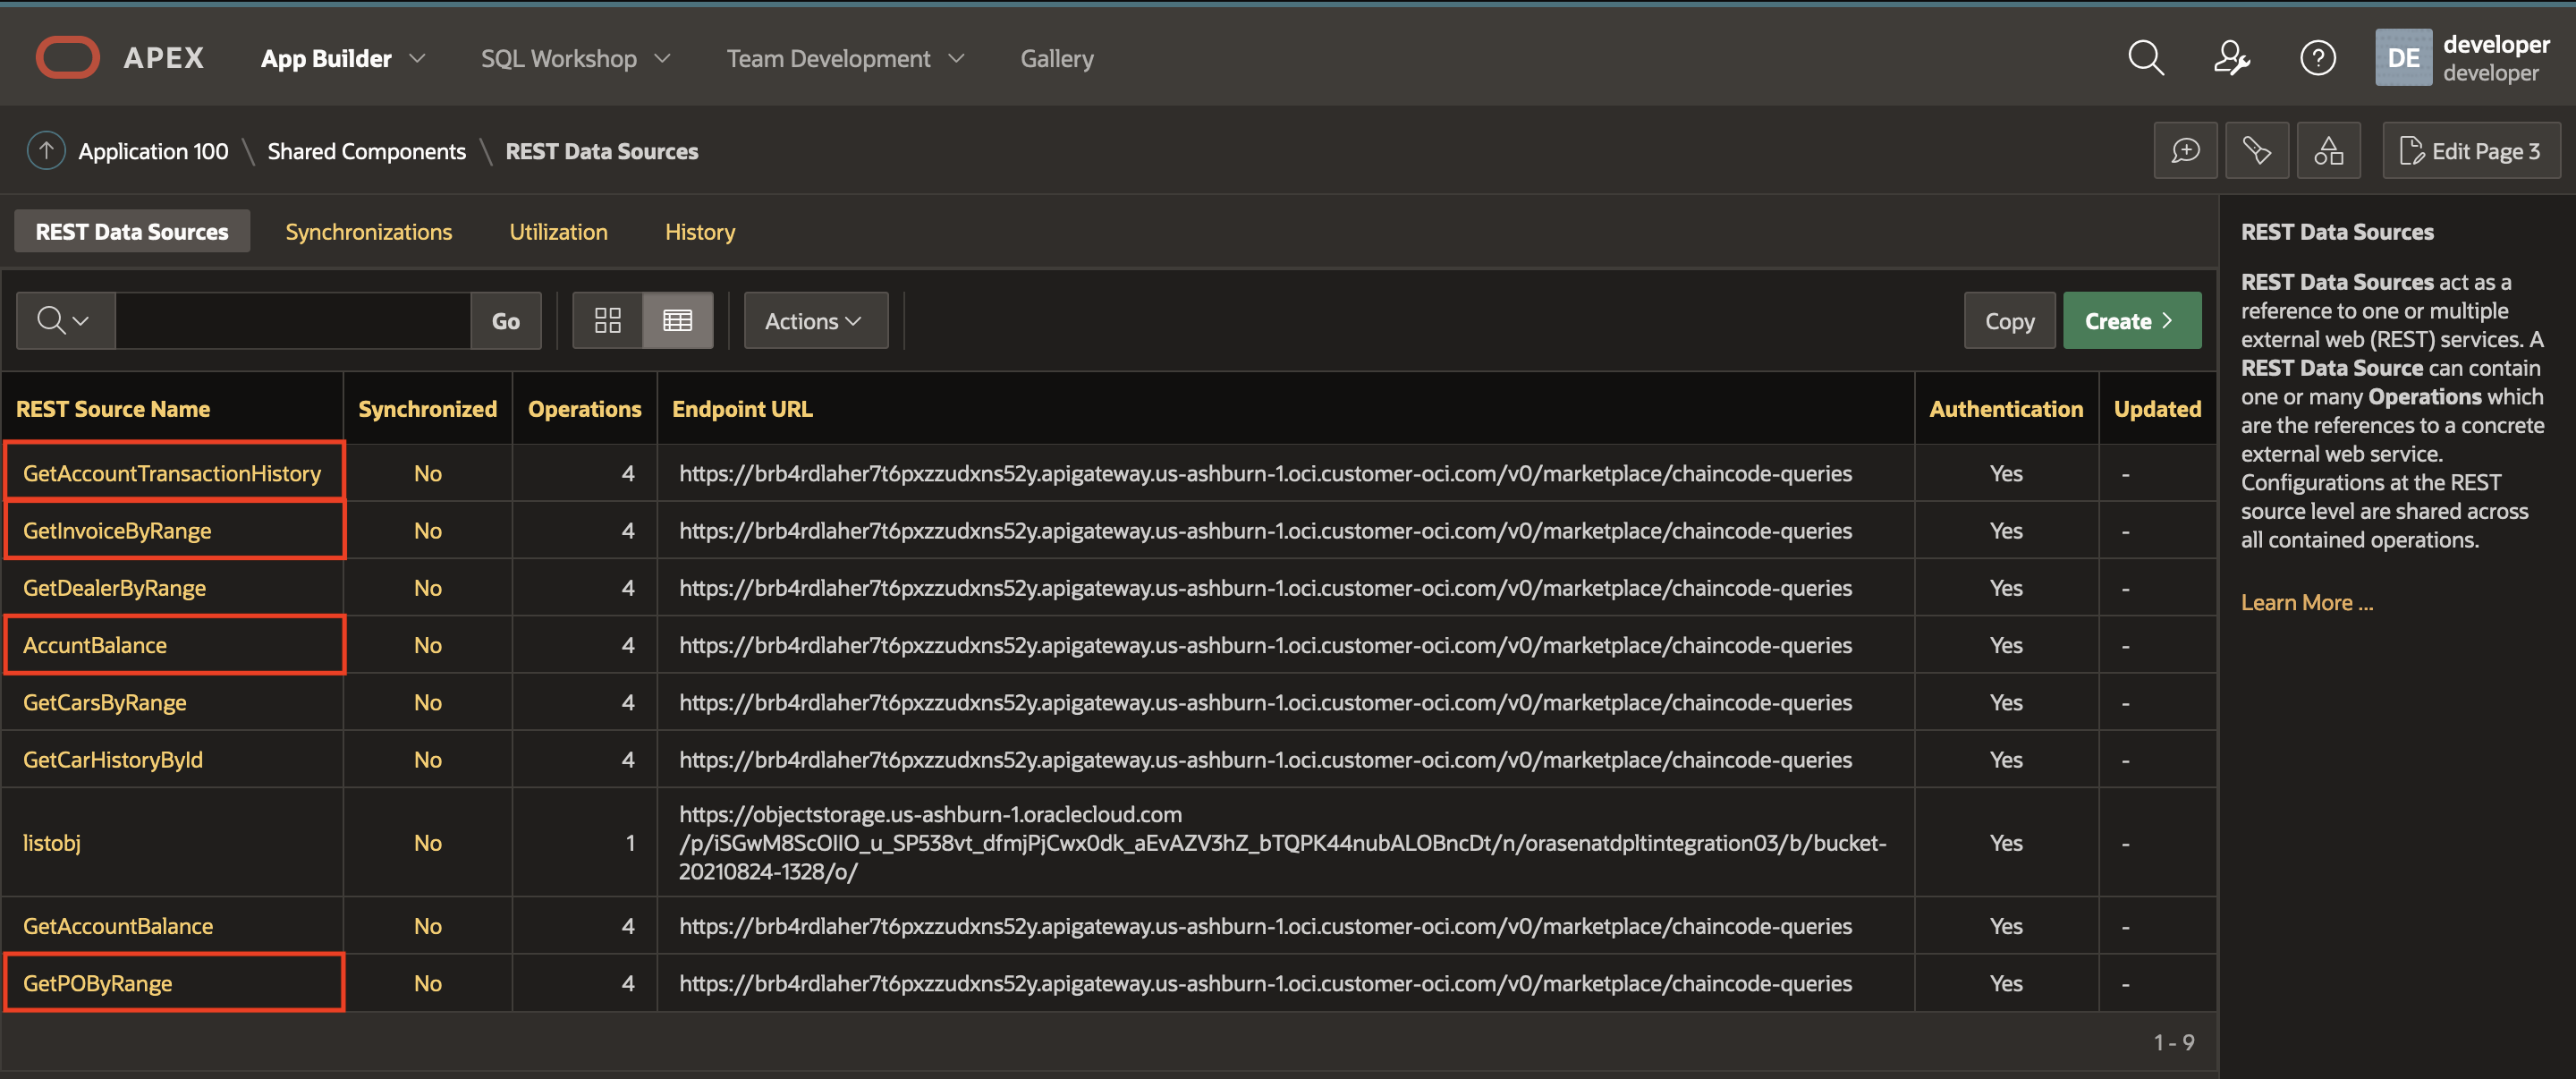 APEX App Builder SQL Workshop Team Development Gallery DE developer
developer
Application 100 \ Shared Components \ REST Data Sources Edit Page 3
REST Data Sources Synchronizations Utilization History
Go Actions Copy Create
REST Source Name Synchronized Operations Endpoint URL Authentication Updated
GetAccountTransactionHistory No 4 https://brb4rdlaher7t6pxzzudxns52y.apigateway.us-ashburn-1.oci.customer-oci.com/v0/marketplace/chaincode-queries Yes -
GetInvoiceByRange No 4 https://brb4rdlaher7t6pxzzudxns52y.apigateway.us-ashburn-1.oci.customer-oci.com/v0/marketplace/chaincode-queries Yes -
GetDealerByRange No 4 https://brb4rdlaher7t6pxzzudxns52y.apigateway.us-ashburn-1.oci.customer-oci.com/v0/marketplace/chaincode-queries Yes -
AccuntBalance No 4 https://brb4rdlaher7t6pxzzudxns52y.apigateway.us-ashburn-1.oci.customer-oci.com/v0/marketplace/chaincode-queries Yes -
GetCarsByRange No 4 https://brb4rdlaher7t6pxzzudxns52y.apigateway.us-ashburn-1.oci.customer-oci.com/v0/marketplace/chaincode-queries Yes -
GetCarHistoryById No 4 https://brb4rdlaher7t6pxzzudxns52y.apigateway.us-ashburn-1.oci.customer-oci.com/v0/marketplace/chaincode-queries Yes -
https://objectstorage.us-ashburn-1.oraclecloud.com
listobj No 1 /p/iSGwM8ScOIIO_u_SP538vt_dfmjPjCwx0dk_aEvAZV3hZ_bTQPK44nubALOBncDt/n/orasenatdpltintegration03/b/bucket- Yes -
20210824-1328/o/
GetAccountBalance No 4 https://brb4rdlaher7t6pxzzudxns52y.apigateway.us-ashburn-1.oci.customer-oci.com/v0/marketplace/chaincode-queries Yes -
GetPOByRange No 4 https://brb4rdlaher7t6pxzzudxns52y.apigateway.us-ashburn-1.oci.customer-oci.com/v0/marketplace/chaincode-queries Yes -
1 - 9
REST Data Sources
REST Data Sources act as a
reference to one or multiple
external web (REST) services. A
REST Data Source can contain
one or many Operations which
are the references to a concrete
external web service.
Configurations at the REST
source level are shared across
all contained operations.
Learn More ...